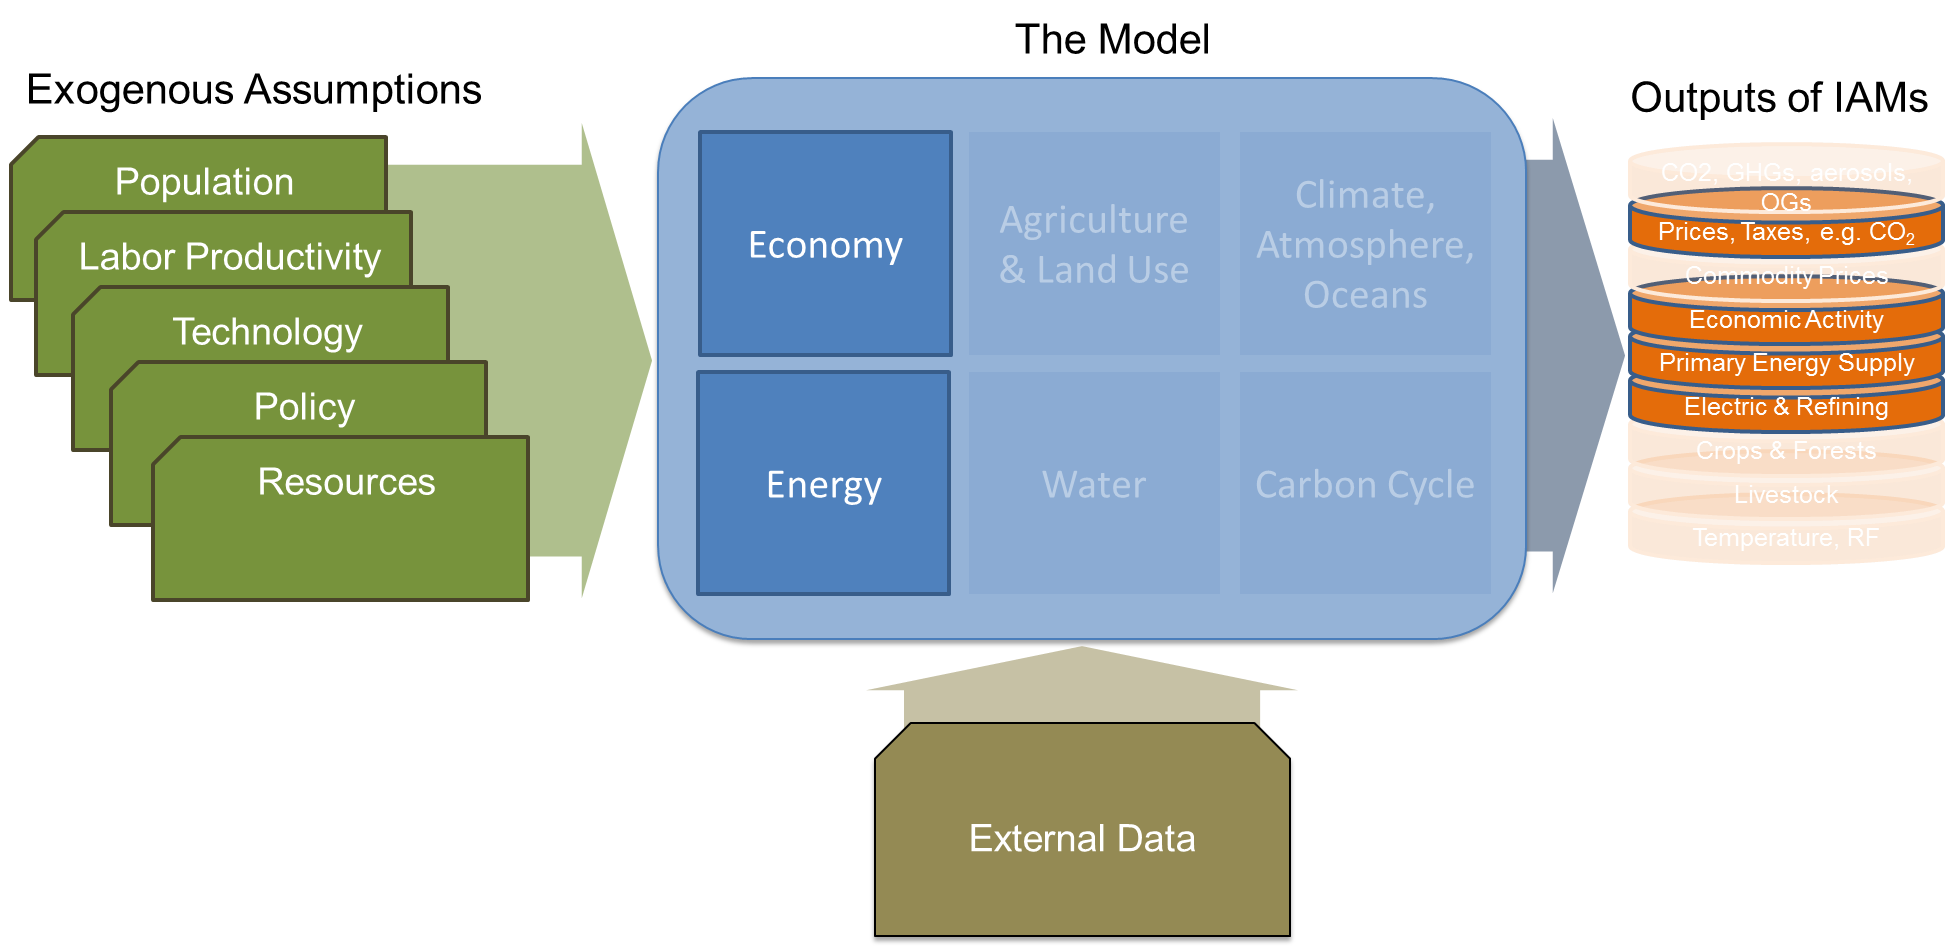 The Model
Exogenous Assumptions
Population
Labor Productivity
Technology
Policy
Resources
Economy
Agriculture
& Land Use
Climate,
Atmosphere,
Oceans
Energy
Water
Carbon Cycle
External Data
Outputs of IAMs
CO2, GHGs, aerosols,
OGs
Prices, Taxes, e.g. CO₂
Commodity Prices
Economic Activity
Primary Energy Supply
Electric & Refining
Crops & Forests
Livestock
Temperature, RF